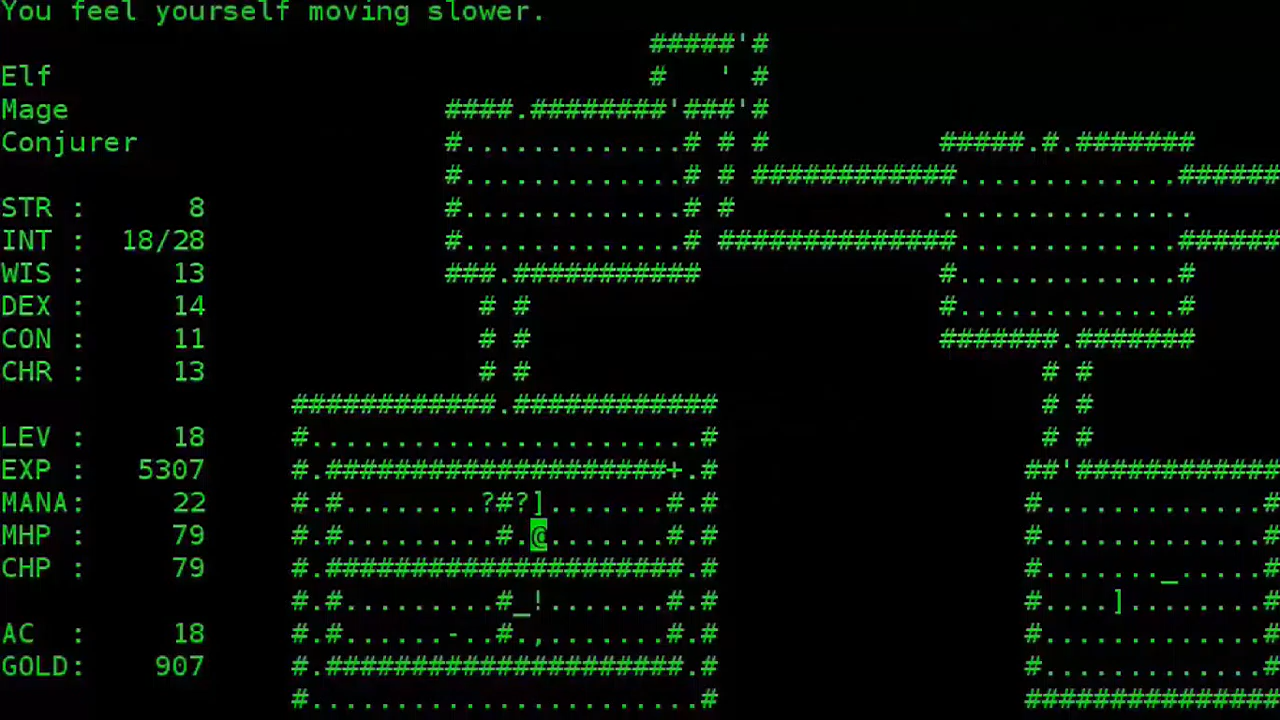 You feel yourself moving slower.
#####'#
Elf # ' #
Mage ####.########'###'#
Conjurer #.............# # # #####.#.#######
#.............# # ############.............######
STR : 8 #.............# # ...............
INT : 18/28 #.............# ##############.............######
WIS : 13 ###.########### #.............#
DEX : 14 # # #.............#
CON : 11 # # #######.#######
CHR : 13 # # # #
############.############ # #
LEV : 18 #.......................# # #
EXP : 5307 #.####################+.# ##'############
MANA: 22 #.#........?#?].......#.# #.............#
MHP : 79 #.#.........#.@.......#.# #.............#
CHP : 79 #.#####################.# #......._.....#
#.#.........#_!.......#.# #....]........#
AC : 18 #.#......-..#.,.......#.# #.............#
GOLD: 907 #.#####################.# #.............#
#.......................# ###############